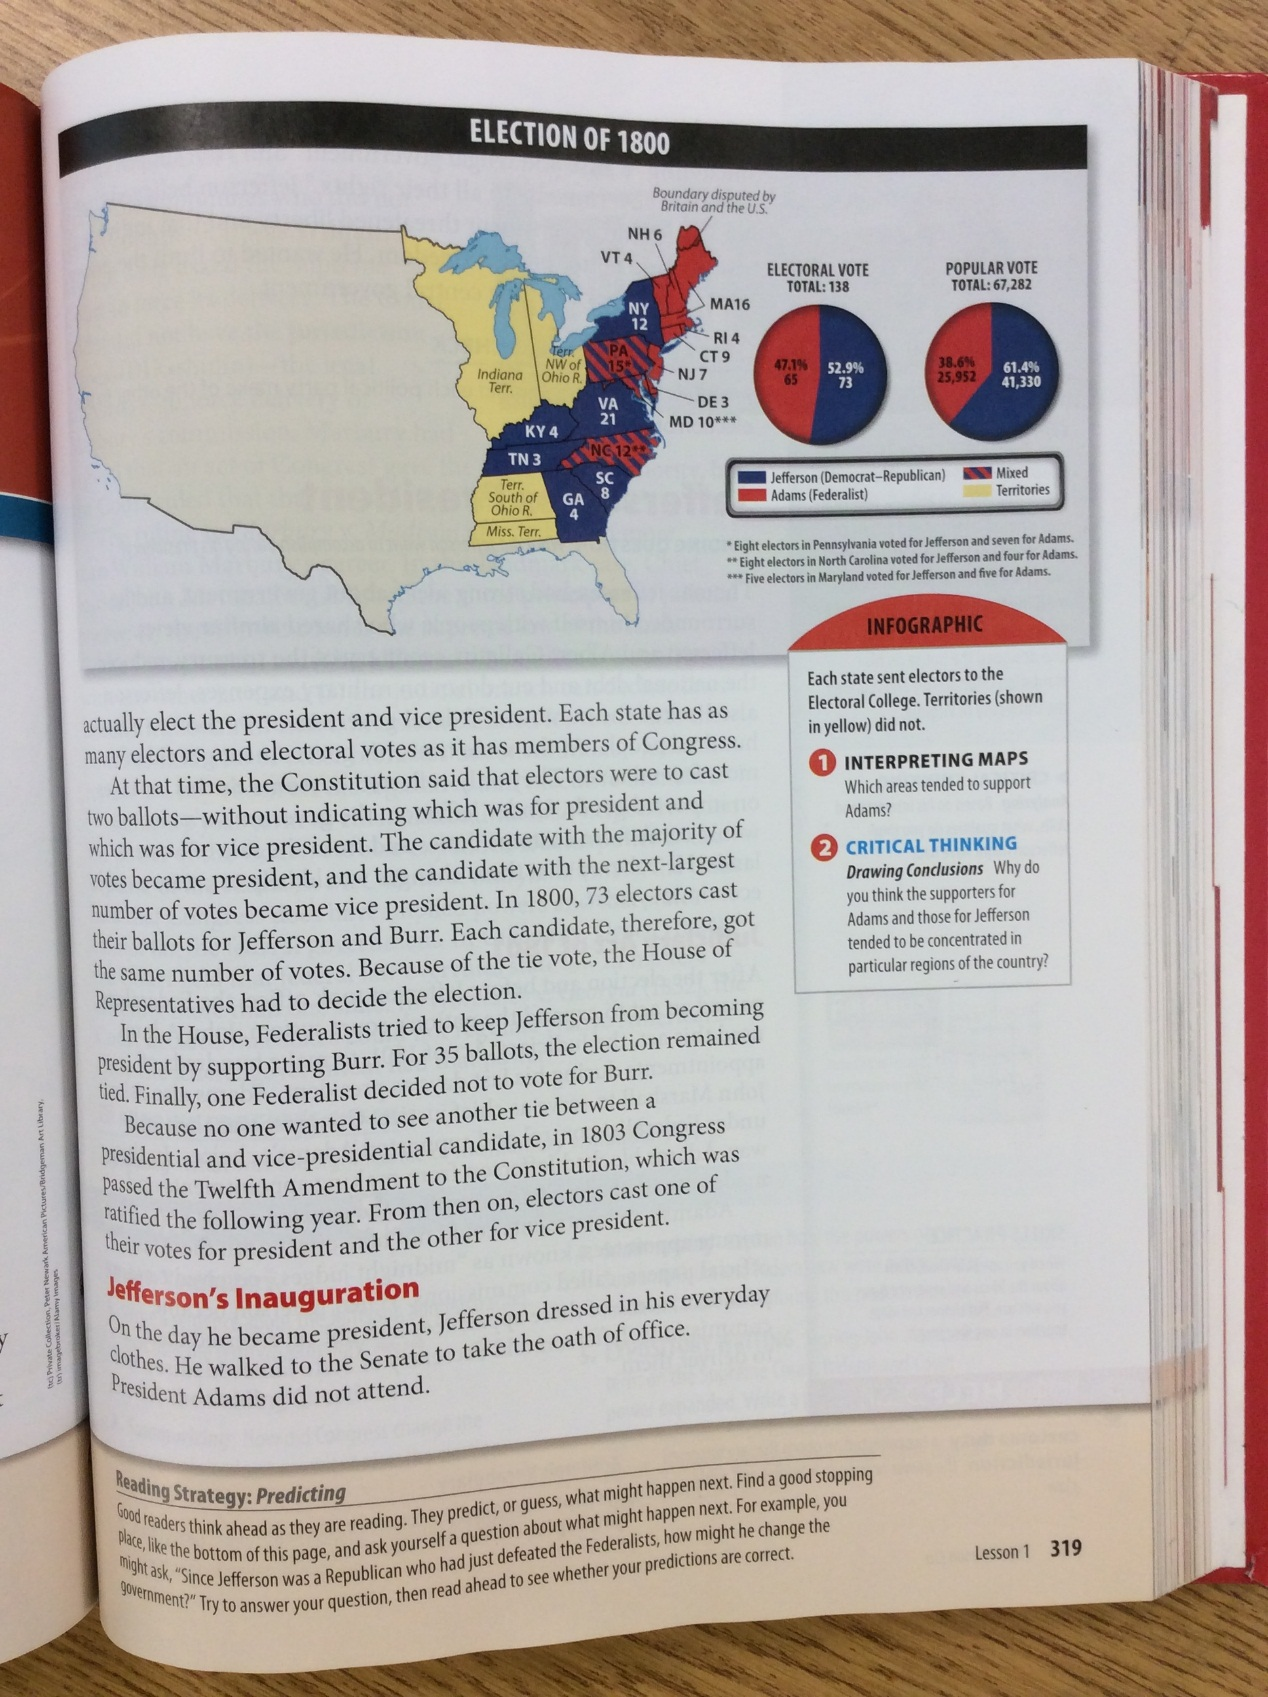 ELECTION OF 1800
Boundary disputed by
Britain and the U.S.
NH 6
VT 4
MA16
NY
12
RI 4
CT 9
PA
15*
NJ 7
DE 3
MD 10***
Terr.
NW of
Ohio R.
Indiana
Terr.
VA
21
KY 4
NC 12**
TN 3
SC
8
Terr.
South of
Ohio R.
GA
4
Miss. Terr.
ELECTORAL VOTE
TOTAL: 138
47.1%
65
52.9%
73
POPULAR VOTE
TOTAL: 67,282
38.6%
25,952
61.4%
41,330
Jefferson (Democrat–Republican)
Adams (Federalist)
Mixed
Territories
* Eight electors in Pennsylvania voted for Jefferson and seven for Adams.
** Eight electors in North Carolina voted for Jefferson and four for Adams.
*** Five electors in Maryland voted for Jefferson and five for Adams.
INFOGRAPHIC
Each state sent electors to the
Electoral College. Territories (shown
in yellow) did not.
1 INTERPRETING MAPS
Which areas tended to support
Adams?
2 CRITICAL THINKING
Drawing Conclusions Why do
you think the supporters for
Adams and those for Jefferson
tended to be concentrated in
particular regions of the country?
actually elect the president and vice president. Each state has as
many electors and electoral votes as it has members of Congress.
At that time, the Constitution said that electors were to cast
two ballots—without indicating which was for president and
which was for vice president. The candidate with the majority of
votes became president, and the candidate with the next-largest
number of votes became vice president. In 1800, 73 electors cast
their ballots for Jefferson and Burr. Each candidate, therefore, got
the same number of votes. Because of the tie vote, the House of
Representatives had to decide the election.
In the House, Federalists tried to keep Jefferson from becoming
president by supporting Burr. For 35 ballots, the election remained
tied. Finally, one Federalist decided not to vote for Burr.
Because no one wanted to see another tie between a
presidential and vice-presidential candidate, in 1803 Congress
passed the Twelfth Amendment to the Constitution, which was
ratified the following year. From then on, electors cast one of
their votes for president and the other for vice president.
Jefferson's Inauguration
On the day he became president, Jefferson dressed in his everyday
clothes. He walked to the Senate to take the oath of office.
President Adams did not attend.
Reading Strategy: Predicting
Good readers think ahead as they are reading. They predict, or guess, what might happen next. Find a good stopping
place, like the bottom of this page, and ask yourself a question about what might happen next. For example, you
might ask, "Since Jefferson was a Republican who had just defeated the Federalists, how might he change the
government?" Try to answer your question, then read ahead to see whether your predictions are correct.
Lesson 1 319
Private Collection, Peter Newark American Pictures/Bridgeman Art Library,
Images